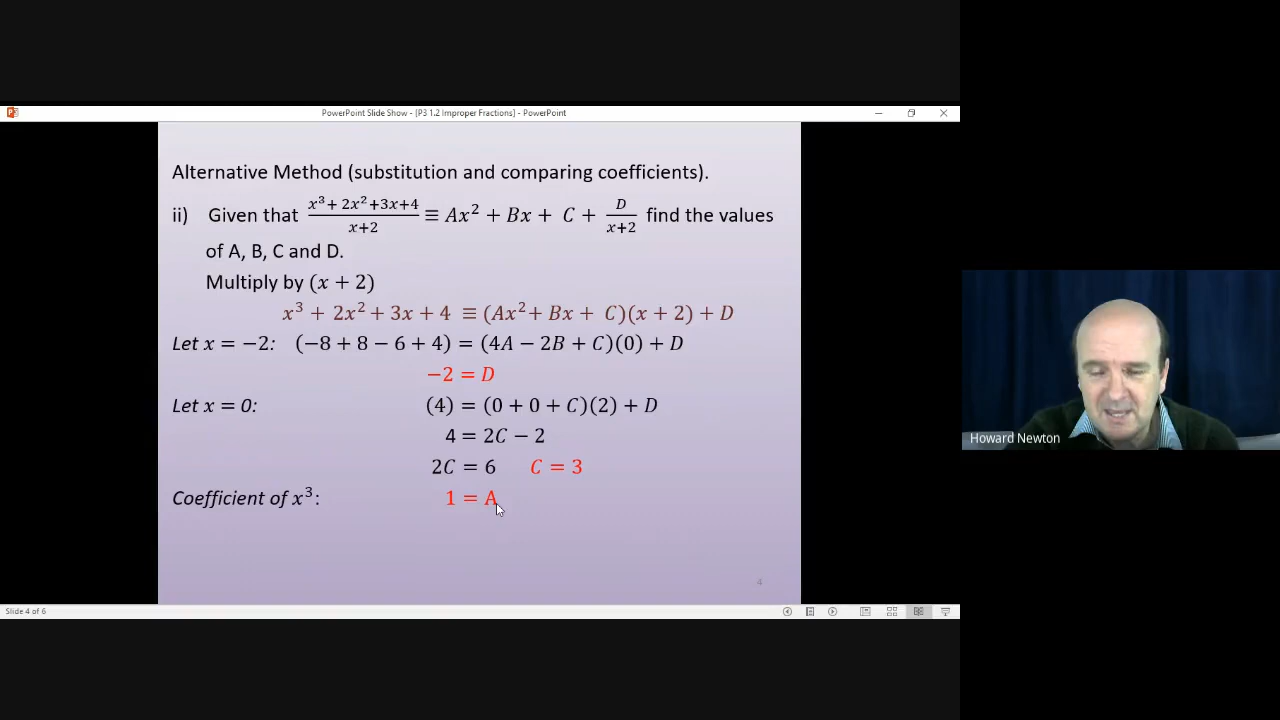 PowerPoint Slide Show - [P3 1.2 Improper Fractions] - PowerPoint
Alternative Method (substitution and comparing coefficients).
ii) Given that (x³ + 2x² +3x+4)/(x+2) ≡ Ax² + Bx + C + D/(x+2) find the values
of A, B, C and D.
Multiply by (x + 2)
x³ + 2x² + 3x + 4 ≡ (Ax² + Bx + C)(x + 2) + D
Let x = −2: (−8 + 8 − 6 + 4) = (4A − 2B + C)(0) + D
−2 = D
Let x = 0: (4) = (0 + 0 + C)(2) + D
4 = 2C − 2
2C = 6 C = 3
Coefficient of x³: 1 = A
4
Slide 4 of 6
Howard Newton